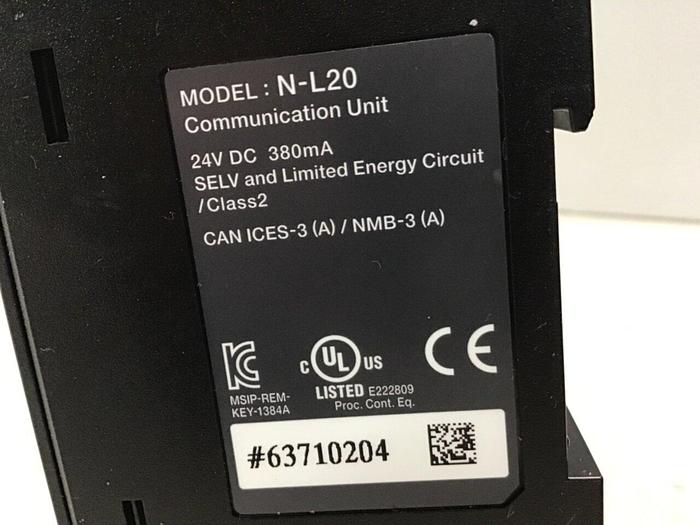 MODEL : N-L20
Communication Unit
24V DC 380mA
SELV and Limited Energy Circuit
/Class2
CAN ICES-3 (A) / NMB-3 (A)
MSIP-REM-
KEY-1384A
C UL US
LISTED E222809
Proc. Cont. Eq.
CE
#63710204